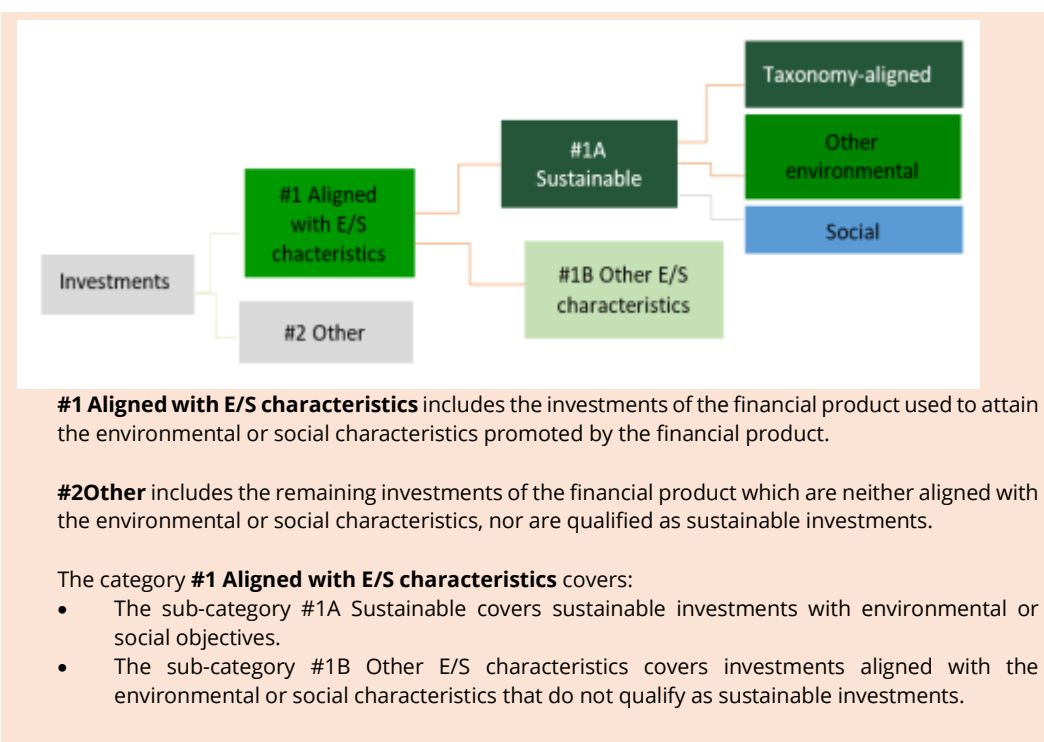 Taxonomy-aligned
Other
environmental
#1A
Sustainable
Social
#1 Aligned
with E/S
chacteristics
#1B Other E/S
characteristics
Investments
#2 Other
#1 Aligned with E/S characteristics includes the investments of the financial product used to attain
the environmental or social characteristics promoted by the financial product.
#2Other includes the remaining investments of the financial product which are neither aligned with
the environmental or social characteristics, nor are qualified as sustainable investments.
The category #1 Aligned with E/S characteristics covers:
• The sub-category #1A Sustainable covers sustainable investments with environmental or
social objectives.
• The sub-category #1B Other E/S characteristics covers investments aligned with the
environmental or social characteristics that do not qualify as sustainable investments.